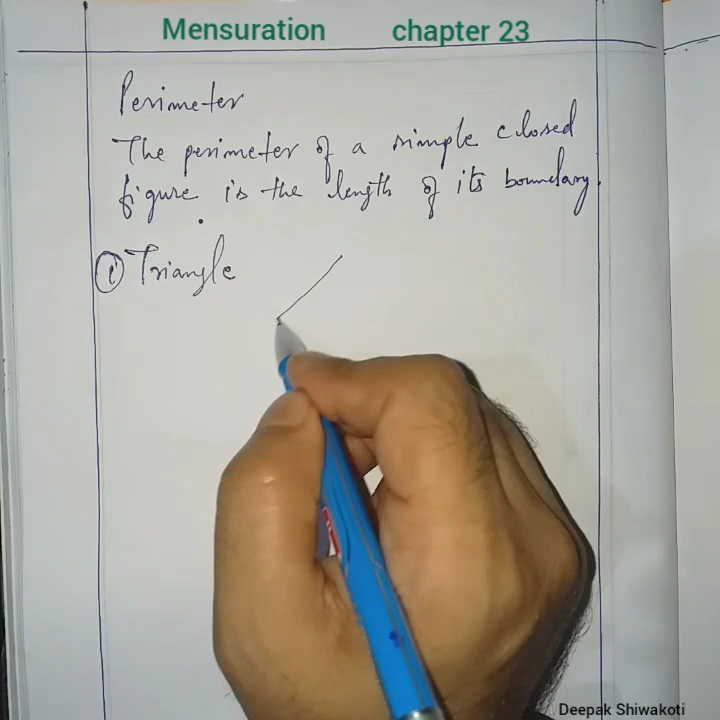 Mensuration chapter 23
Perimeter
The perimeter of a simple closed
figure is the length of its boundary.
(i) Triangle
Deepak Shiwakoti